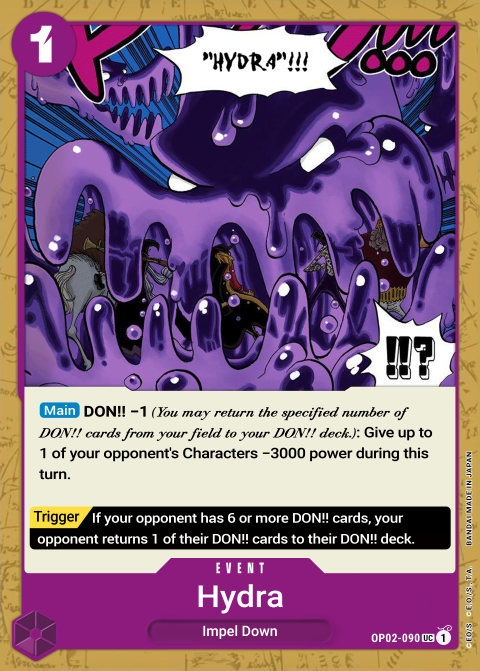 1
"HYDRA"!!!
!!?
Main DON!! −1 (You may return the specified number of
DON!! cards from your field to your DON!! deck.): Give up to
1 of your opponent's Characters −3000 power during this
turn.
Trigger If your opponent has 6 or more DON!! cards, your
opponent returns 1 of their DON!! cards to their DON!! deck.
EVENT
Hydra
Impel Down
OP02-090 UC 1
BANDAI MADE IN JAPAN
©E.O/S. ©E.O./S.,T.A.